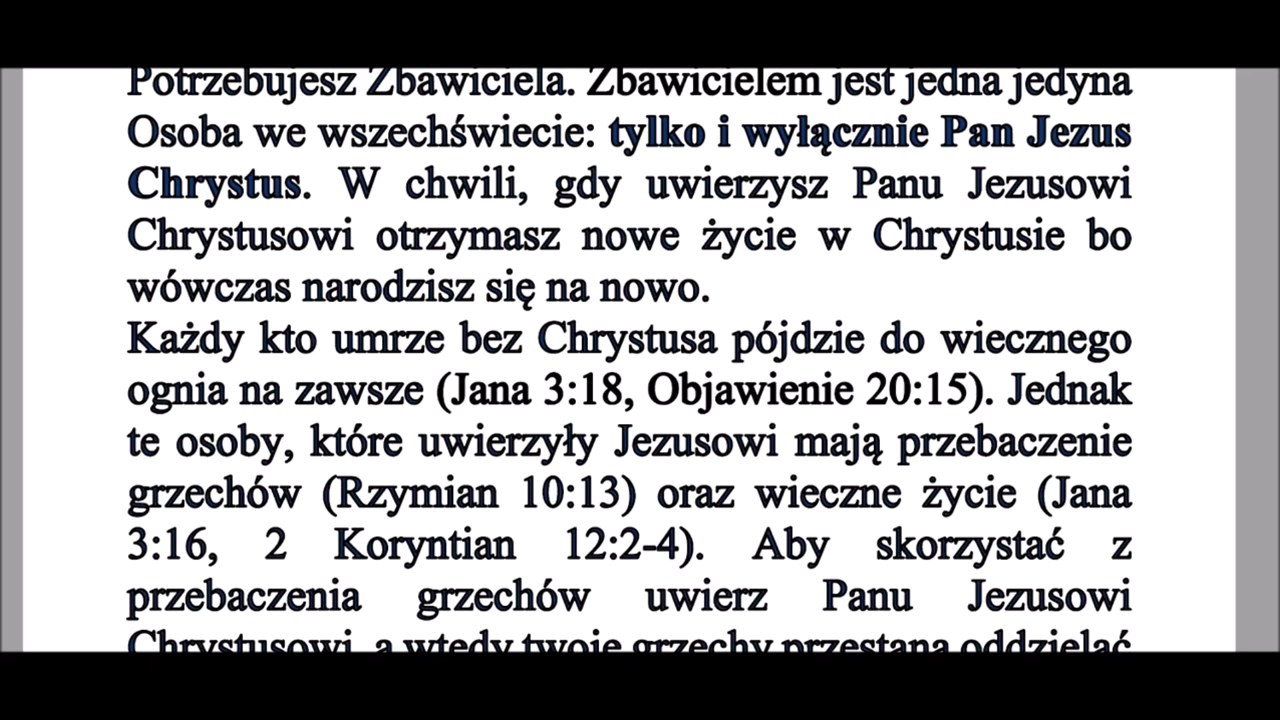 Potrzebujesz Zbawiciela. Zbawicielem jest jedna jedyna
Osoba we wszechświecie: tylko i wyłącznie Pan Jezus
Chrystus. W chwili, gdy uwierzysz Panu Jezusowi
Chrystusowi otrzymasz nowe życie w Chrystusie bo
wówczas narodzisz się na nowo.
Każdy kto umrze bez Chrystusa pójdzie do wiecznego
ognia na zawsze (Jana 3:18, Objawienie 20:15). Jednak
te osoby, które uwierzyły Jezusowi mają przebaczenie
grzechów (Rzymian 10:13) oraz wieczne życie (Jana
3:16, 2 Koryntian 12:2-4). Aby skorzystać z
przebaczenia grzechów uwierz Panu Jezusowi
Chrystusowi, a wtedy twoje grzechy przestaną oddzielać